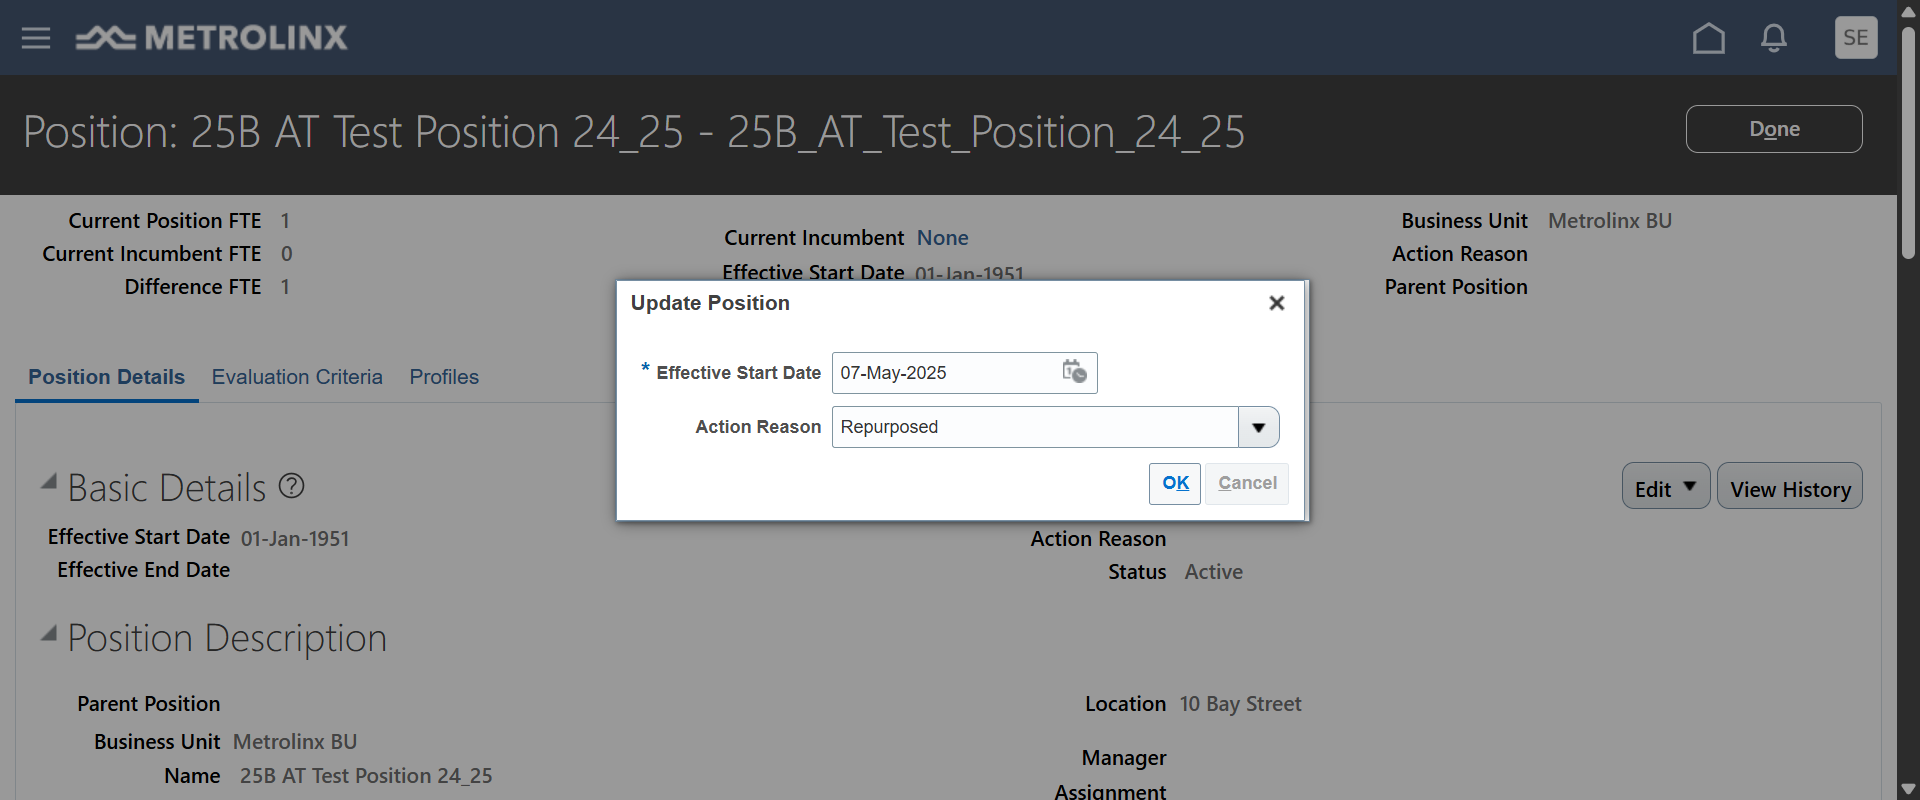 METROLINX
SE
Position: 25B AT Test Position 24_25 - 25B_AT_Test_Position_24_25
Done
Current Position FTE 1
Current Incumbent FTE 0
Difference FTE 1
Current Incumbent None
Effective Start Date 01-Jan-1951
Business Unit Metrolinx BU
Action Reason
Parent Position
Update Position
* Effective Start Date 07-May-2025
Action Reason Repurposed
OK Cancel
Position Details Evaluation Criteria Profiles
Basic Details ?
Edit View History
Effective Start Date 01-Jan-1951
Effective End Date
Action Reason
Status Active
Position Description
Parent Position
Business Unit Metrolinx BU
Name 25B AT Test Position 24_25
Location 10 Bay Street
Manager
Assignment